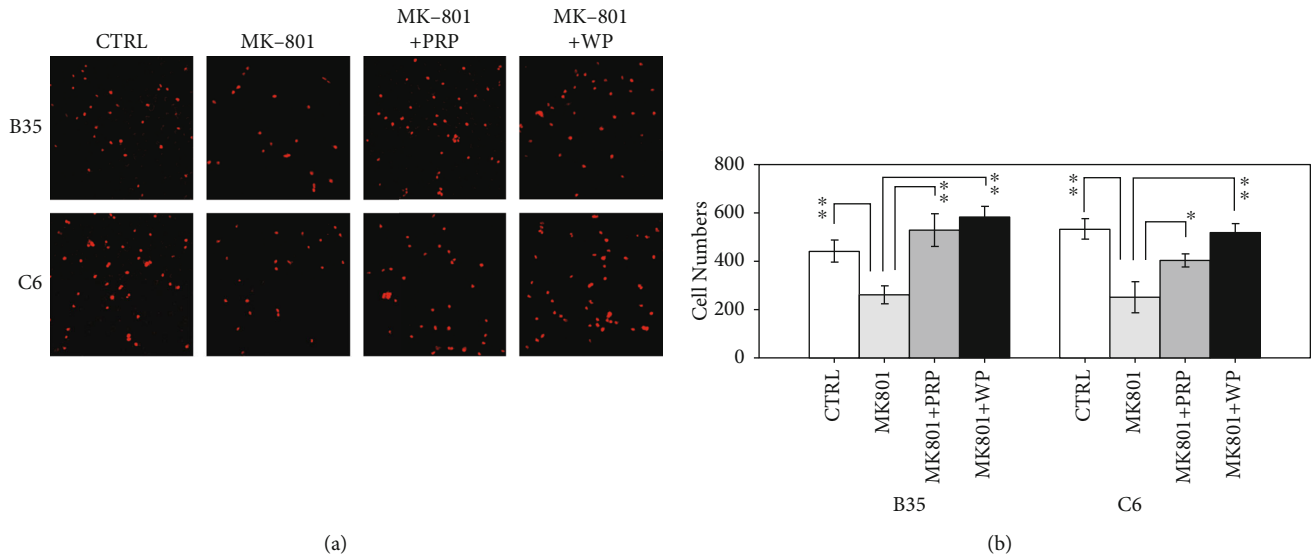 CTRL
MK–801
MK–801
+PRP
MK–801
+WP
B35
C6
(a)
Cell Numbers
800
600
400
200
0
**
**
**
**
*
**
CTRL
MK801
MK801+PRP
MK801+WP
CTRL
MK801
MK801+PRP
MK801+WP
B35
C6
(b)